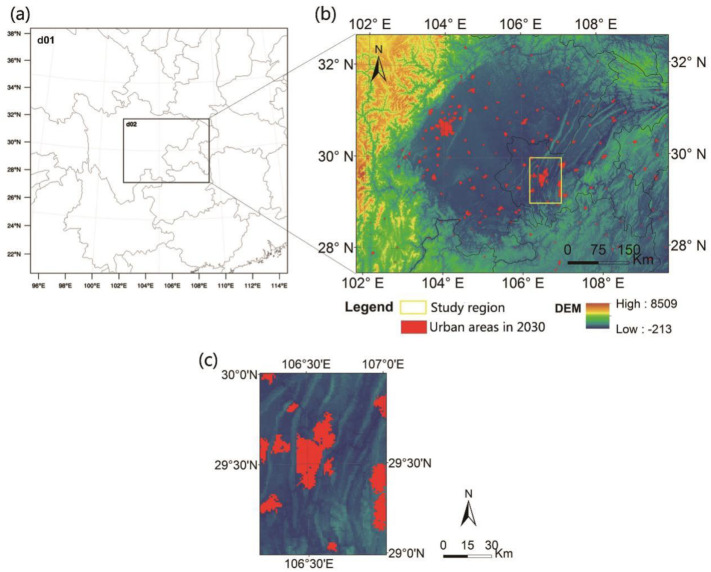 (a)
d01
d02
38°N
36°N
34°N
32°N
30°N
28°N
26°N
24°N
22°N
96°E 98°E 100°E 102°E 104°E 106°E 108°E 110°E 112°E 114°E
(b)
102° E 104° E 106° E 108° E
N
32° N
30° N
28° N
32° N
30° N
28° N
0 75 150
Km
102° E 104° E 106° E 108° E
Legend
Study region
Urban areas in 2030
DEM
High : 8509
Low : -213
(c)
106°30'E 107°0'E
30°0'N
29°30'N
29°30'N
29°0'N
106°30'E
N
0 15 30
Km